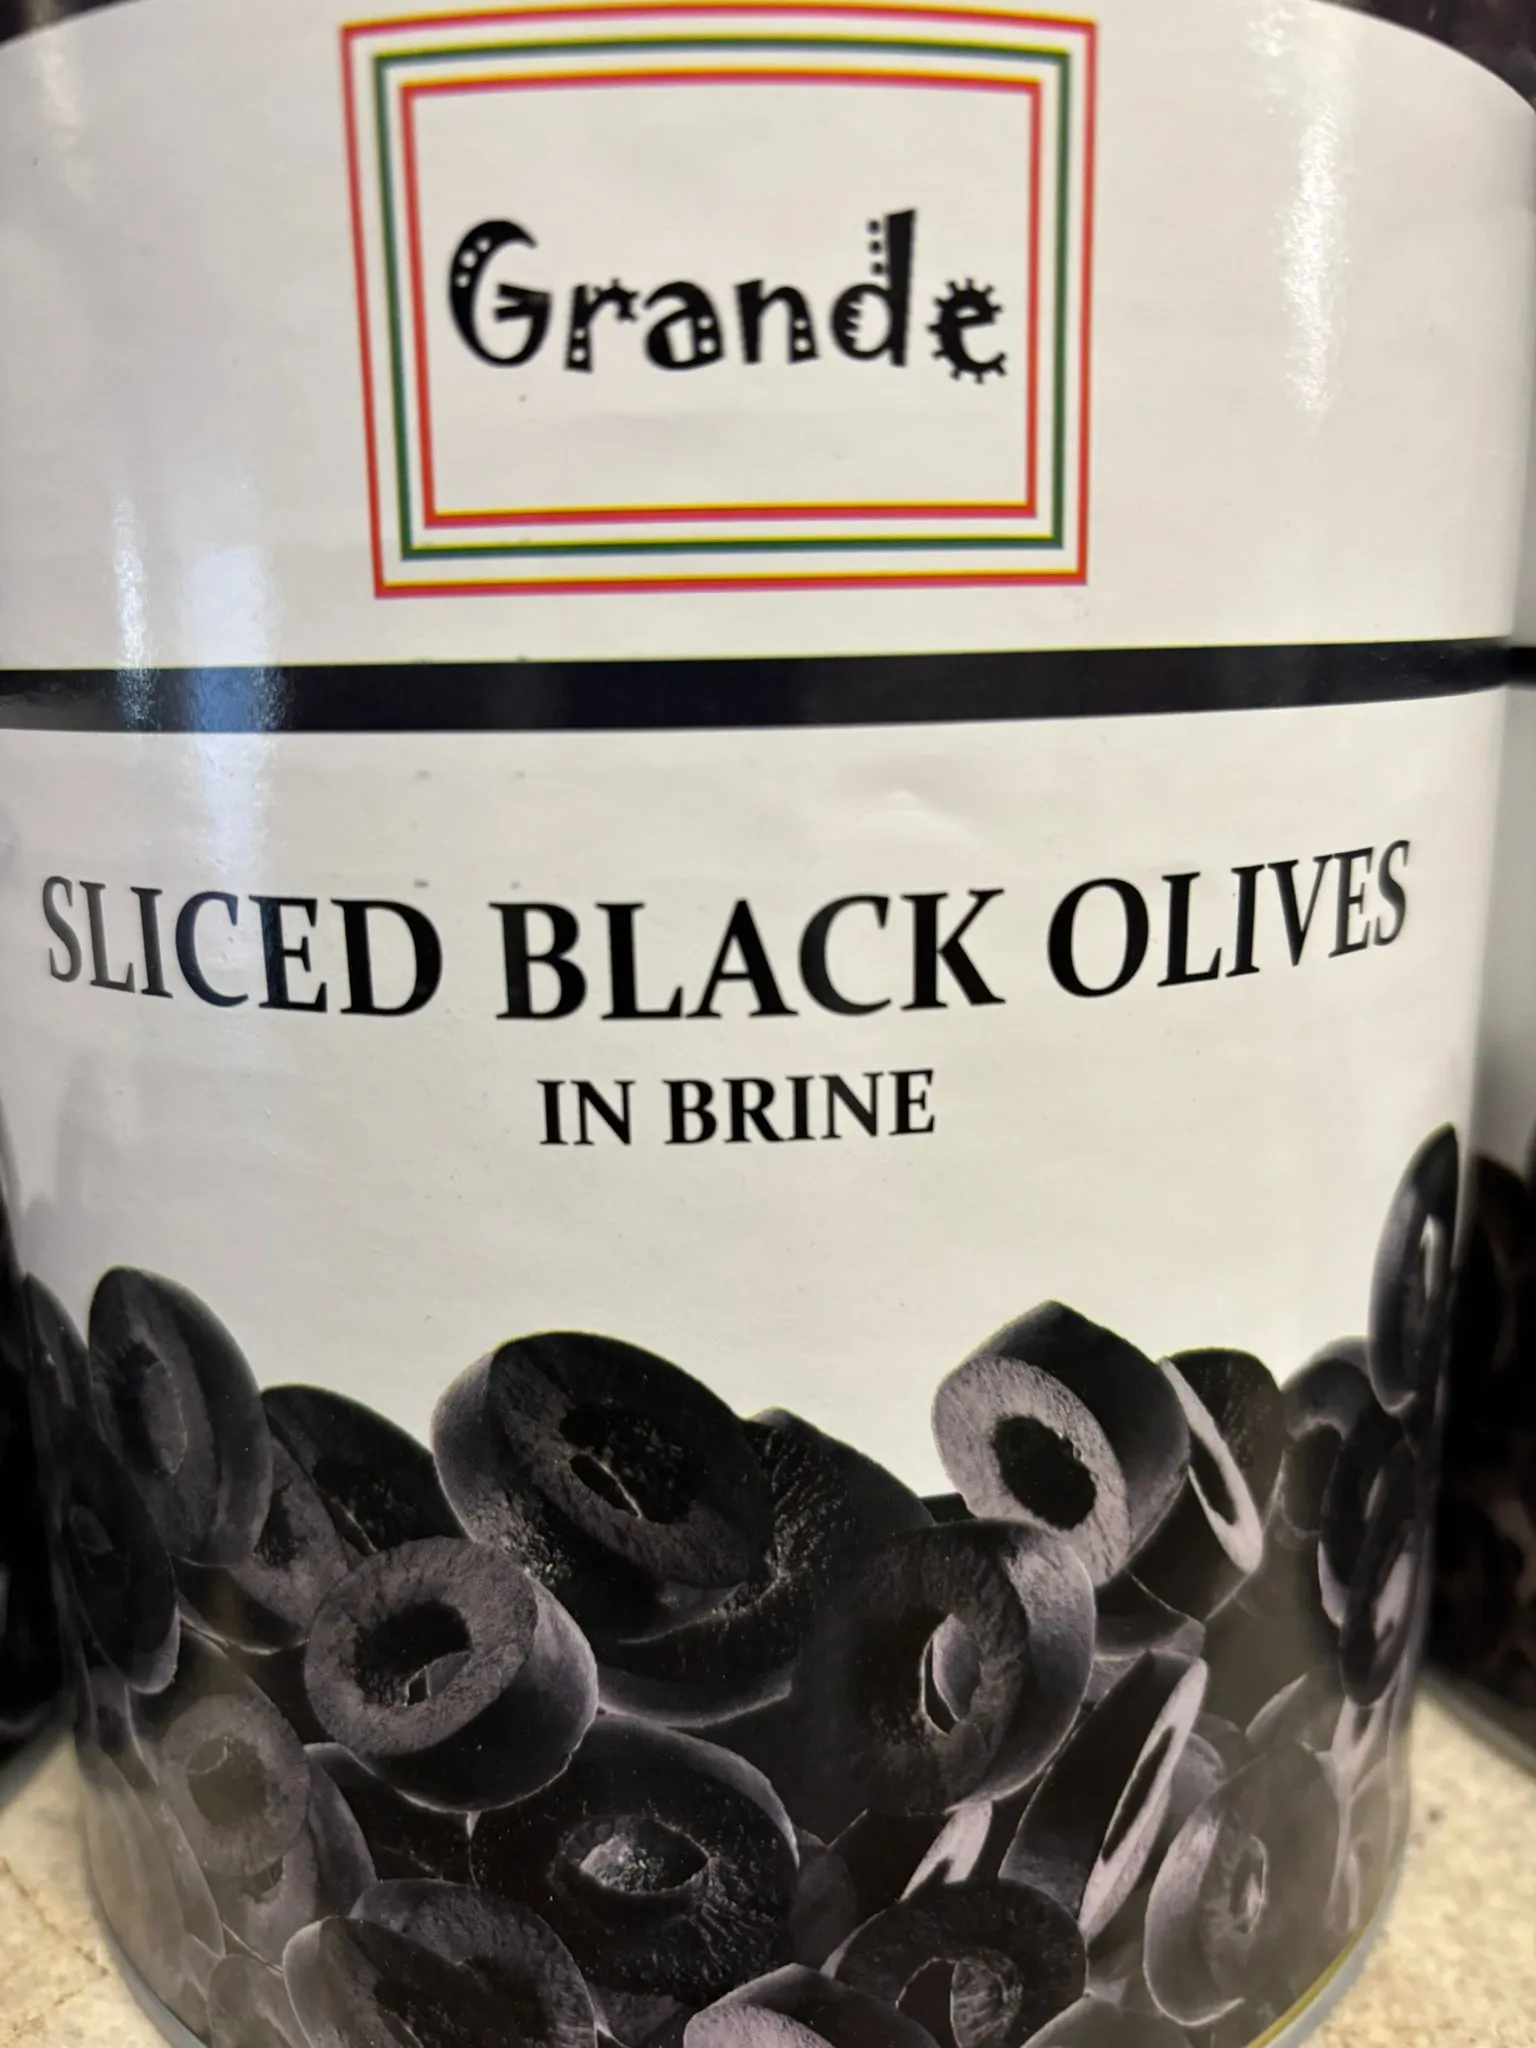 Grande
SLICED BLACK OLIVES
IN BRINE